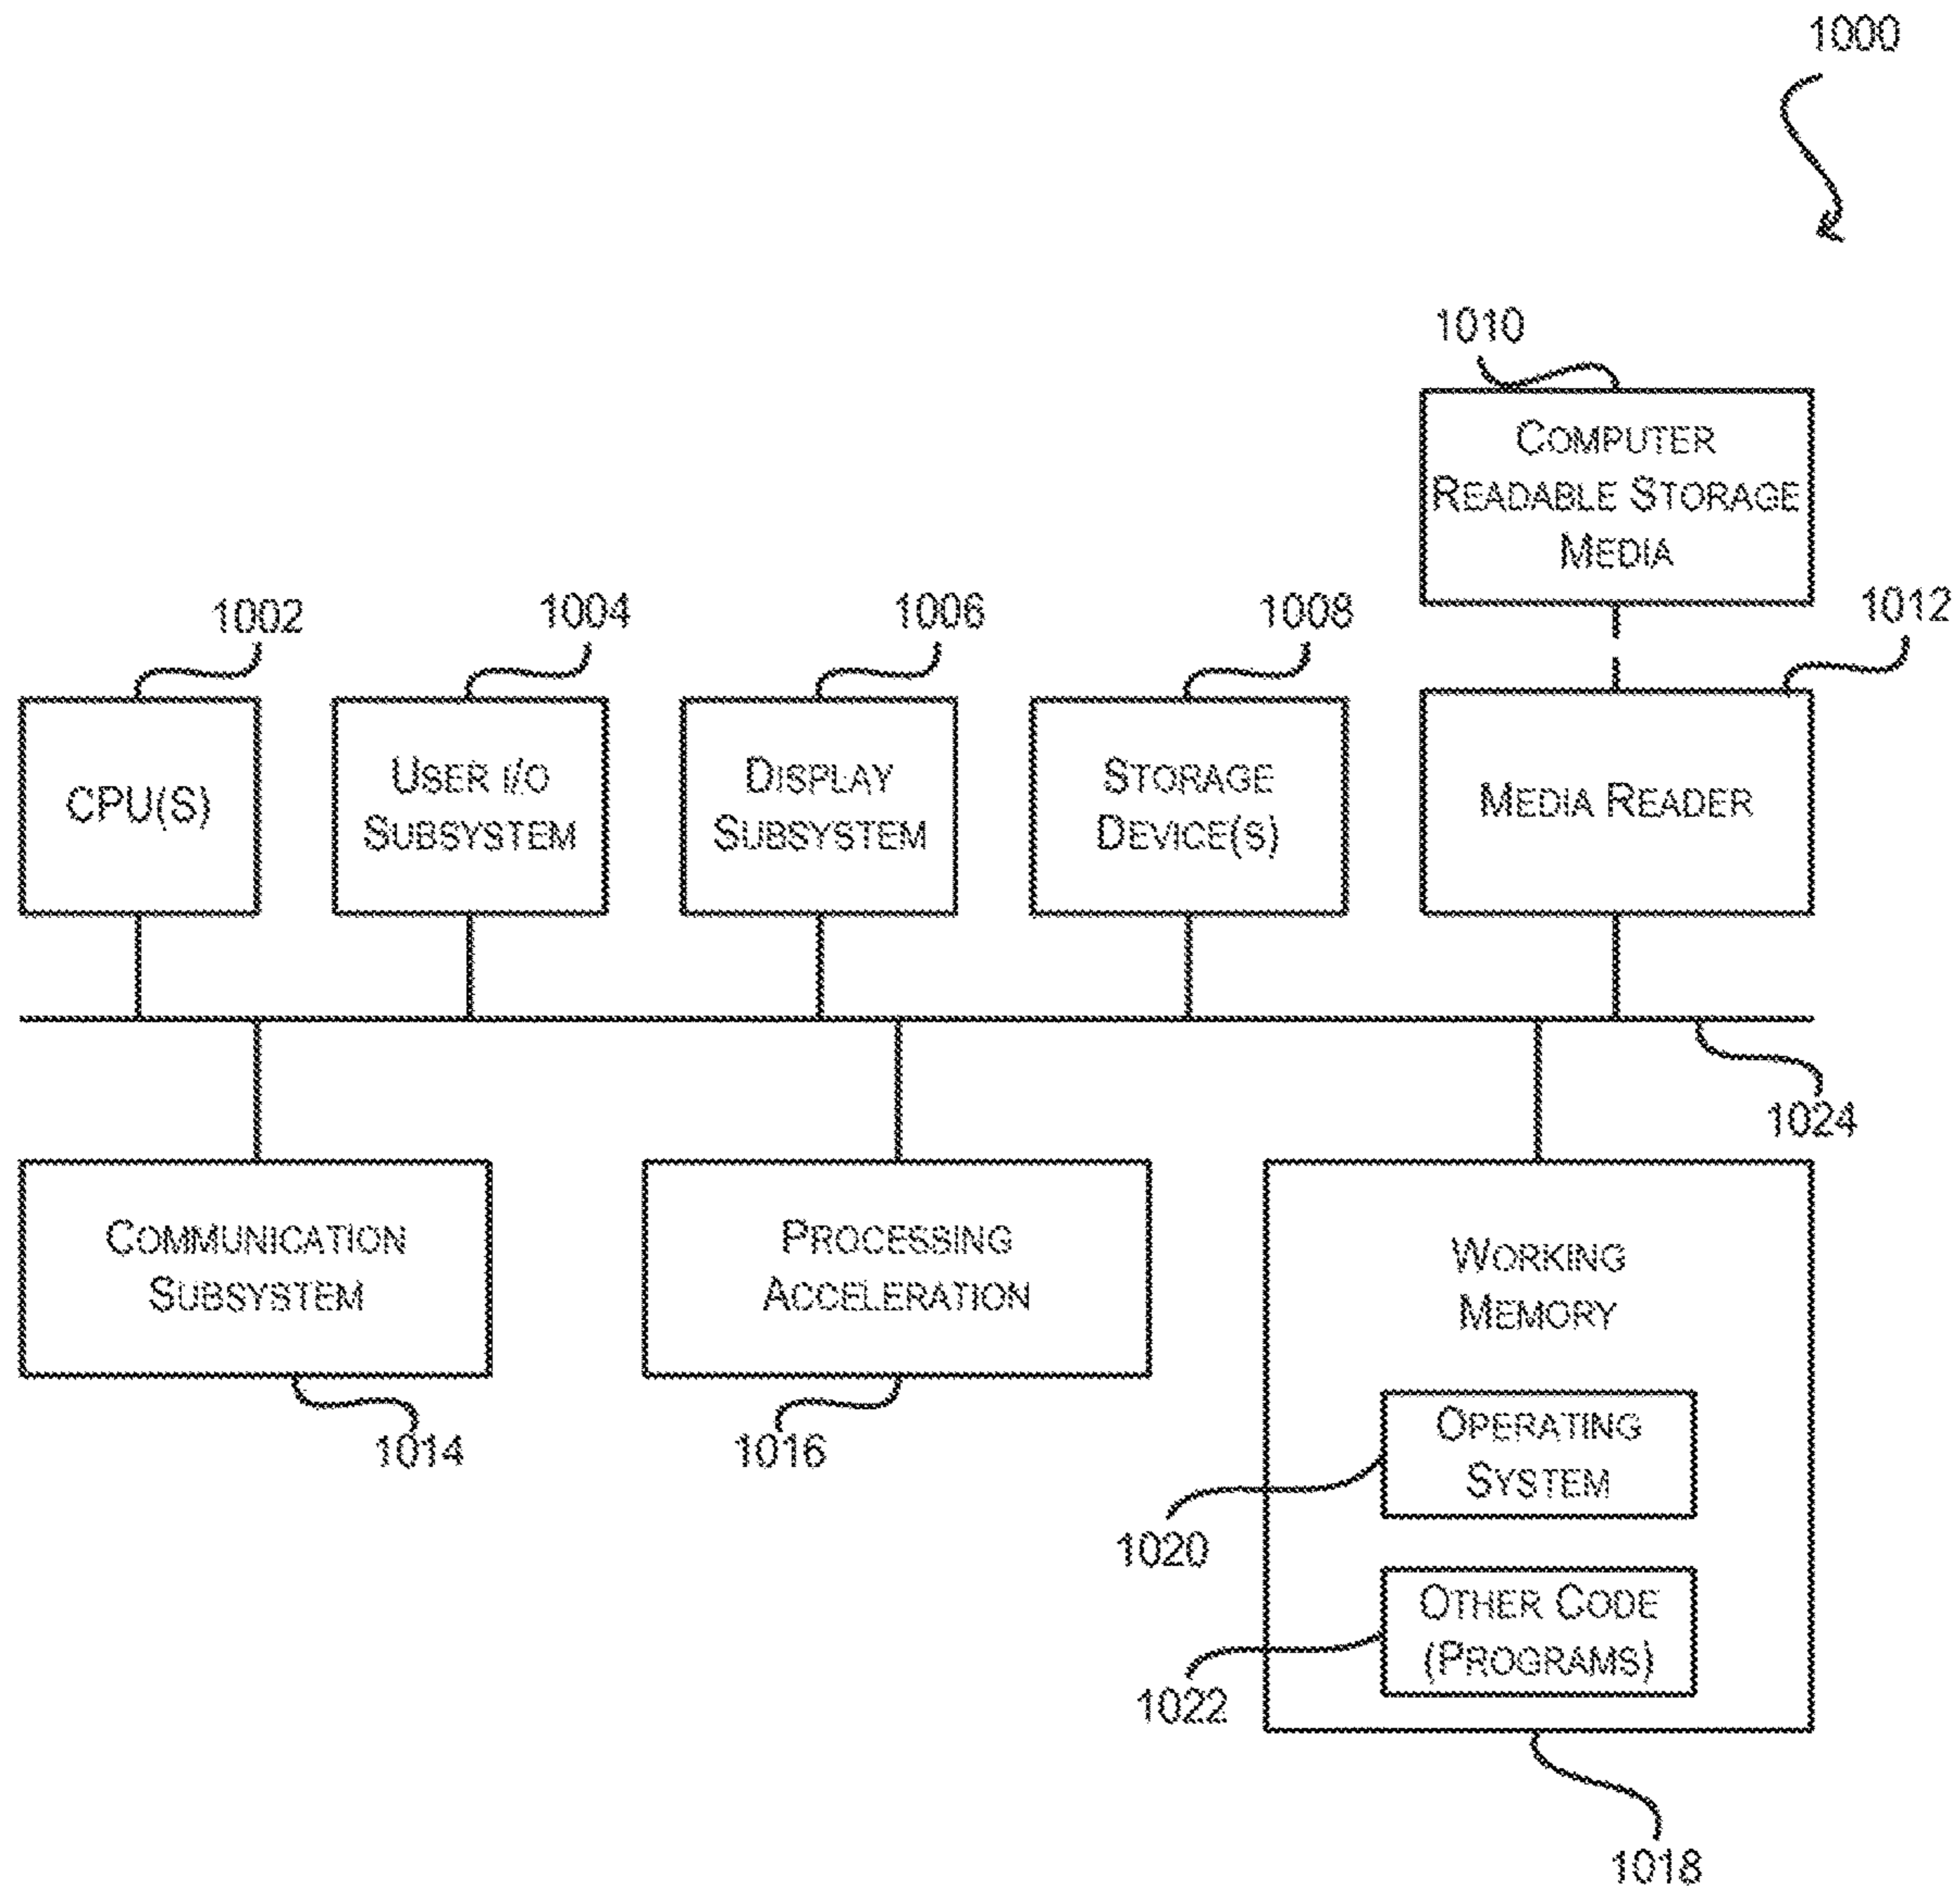 1000
1010
COMPUTER
READABLE STORAGE
MEDIA
1002
1004
1006
1008
1012
CPU(S)
USER I/O
SUBSYSTEM
DISPLAY
SUBSYSTEM
STORAGE
DEVICE(S)
MEDIA READER
1024
COMMUNICATION
SUBSYSTEM
PROCESSING
ACCELERATION
WORKING
MEMORY
1014
1016
OPERATING
SYSTEM
1020
OTHER CODE
(PROGRAMS)
1022
1018